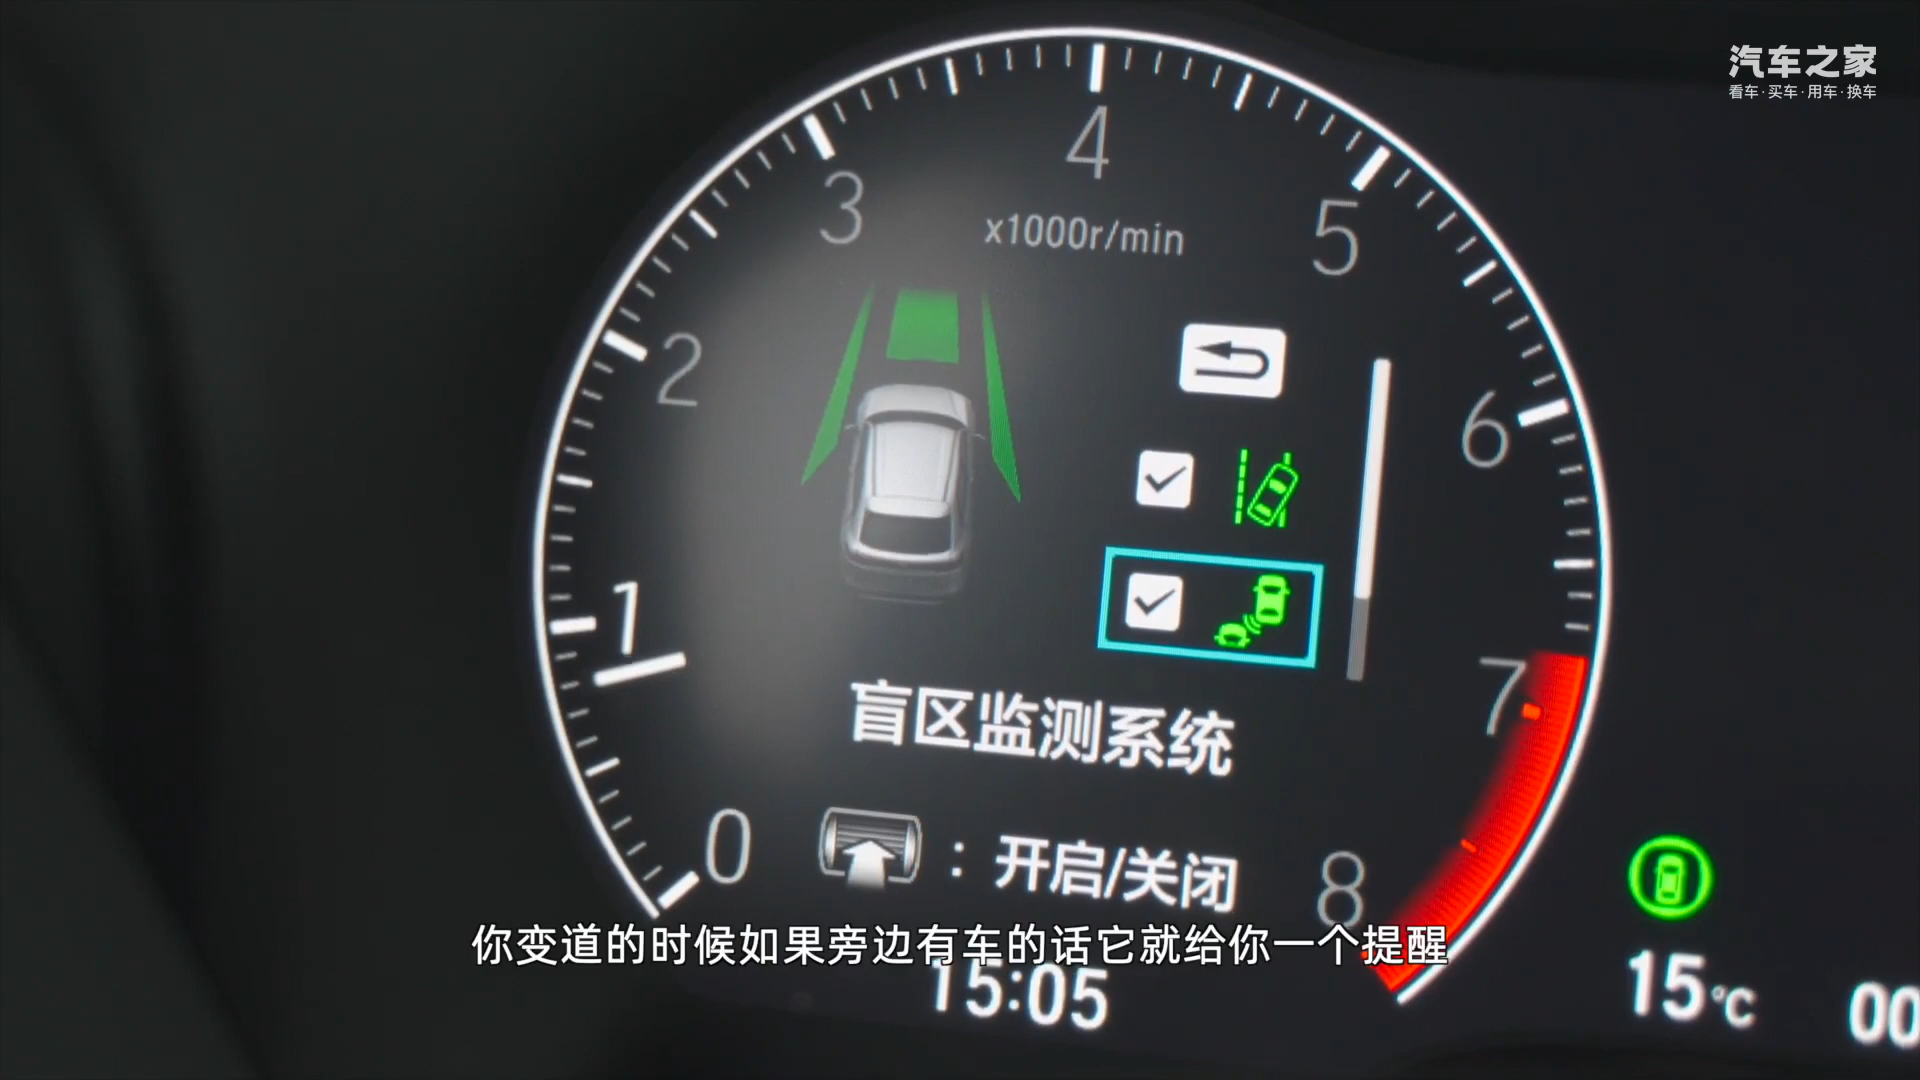 汽车之家
看车·买车·用车·换车
4
3
5
x1000r/min
2
6
1
7
盲区监测系统
0
：开启/关闭
8
你变道的时候如果旁边有车的话它就给你一个提醒
15:05
15°C
00